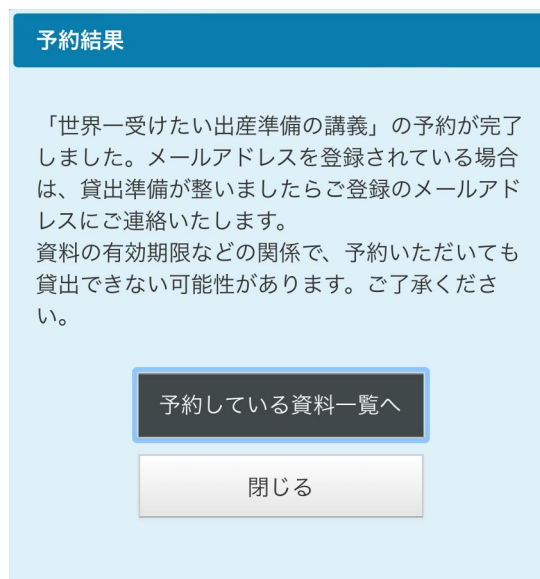 予約結果
「世界一受けたい出産準備の講義」の予約が完了
しました。メールアドレスを登録されている場合
は、貸出準備が整いましたらご登録のメールアド
レスにご連絡いたします。
資料の有効期限などの関係で、予約いただいても
貸出できない可能性があります。ご了承くださ
い。
予約している資料一覧へ
閉じる